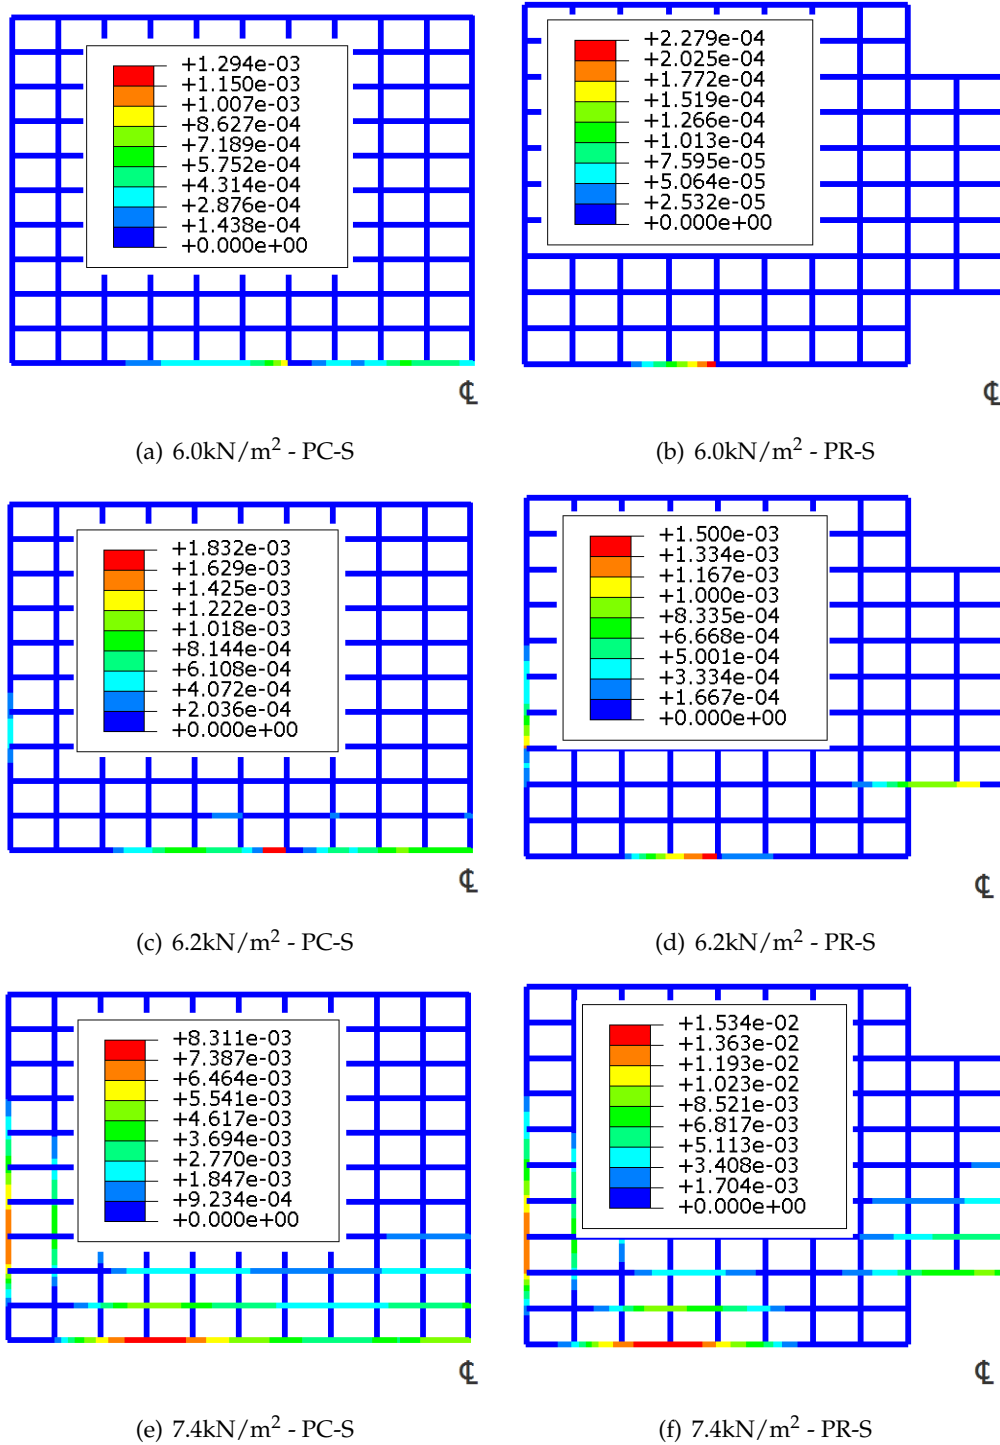 +1.294e-03
+1.150e-03
+1.007e-03
+8.627e-04
+7.189e-04
+5.752e-04
+4.314e-04
+2.876e-04
+1.438e-04
+0.000e+00
℄
(a) 6.0kN/m² - PC-S
+2.279e-04
+2.025e-04
+1.772e-04
+1.519e-04
+1.266e-04
+1.013e-04
+7.595e-05
+5.064e-05
+2.532e-05
+0.000e+00
℄
(b) 6.0kN/m² - PR-S
+1.832e-03
+1.629e-03
+1.425e-03
+1.222e-03
+1.018e-03
+8.144e-04
+6.108e-04
+4.072e-04
+2.036e-04
+0.000e+00
℄
(c) 6.2kN/m² - PC-S
+1.500e-03
+1.334e-03
+1.167e-03
+1.000e-03
+8.335e-04
+6.668e-04
+5.001e-04
+3.334e-04
+1.667e-04
+0.000e+00
℄
(d) 6.2kN/m² - PR-S
+8.311e-03
+7.387e-03
+6.464e-03
+5.541e-03
+4.617e-03
+3.694e-03
+2.770e-03
+1.847e-03
+9.234e-04
+0.000e+00
℄
(e) 7.4kN/m² - PC-S
+1.534e-02
+1.363e-02
+1.193e-02
+1.023e-02
+8.521e-03
+6.817e-03
+5.113e-03
+3.408e-03
+1.704e-03
+0.000e+00
℄
(f) 7.4kN/m² - PR-S